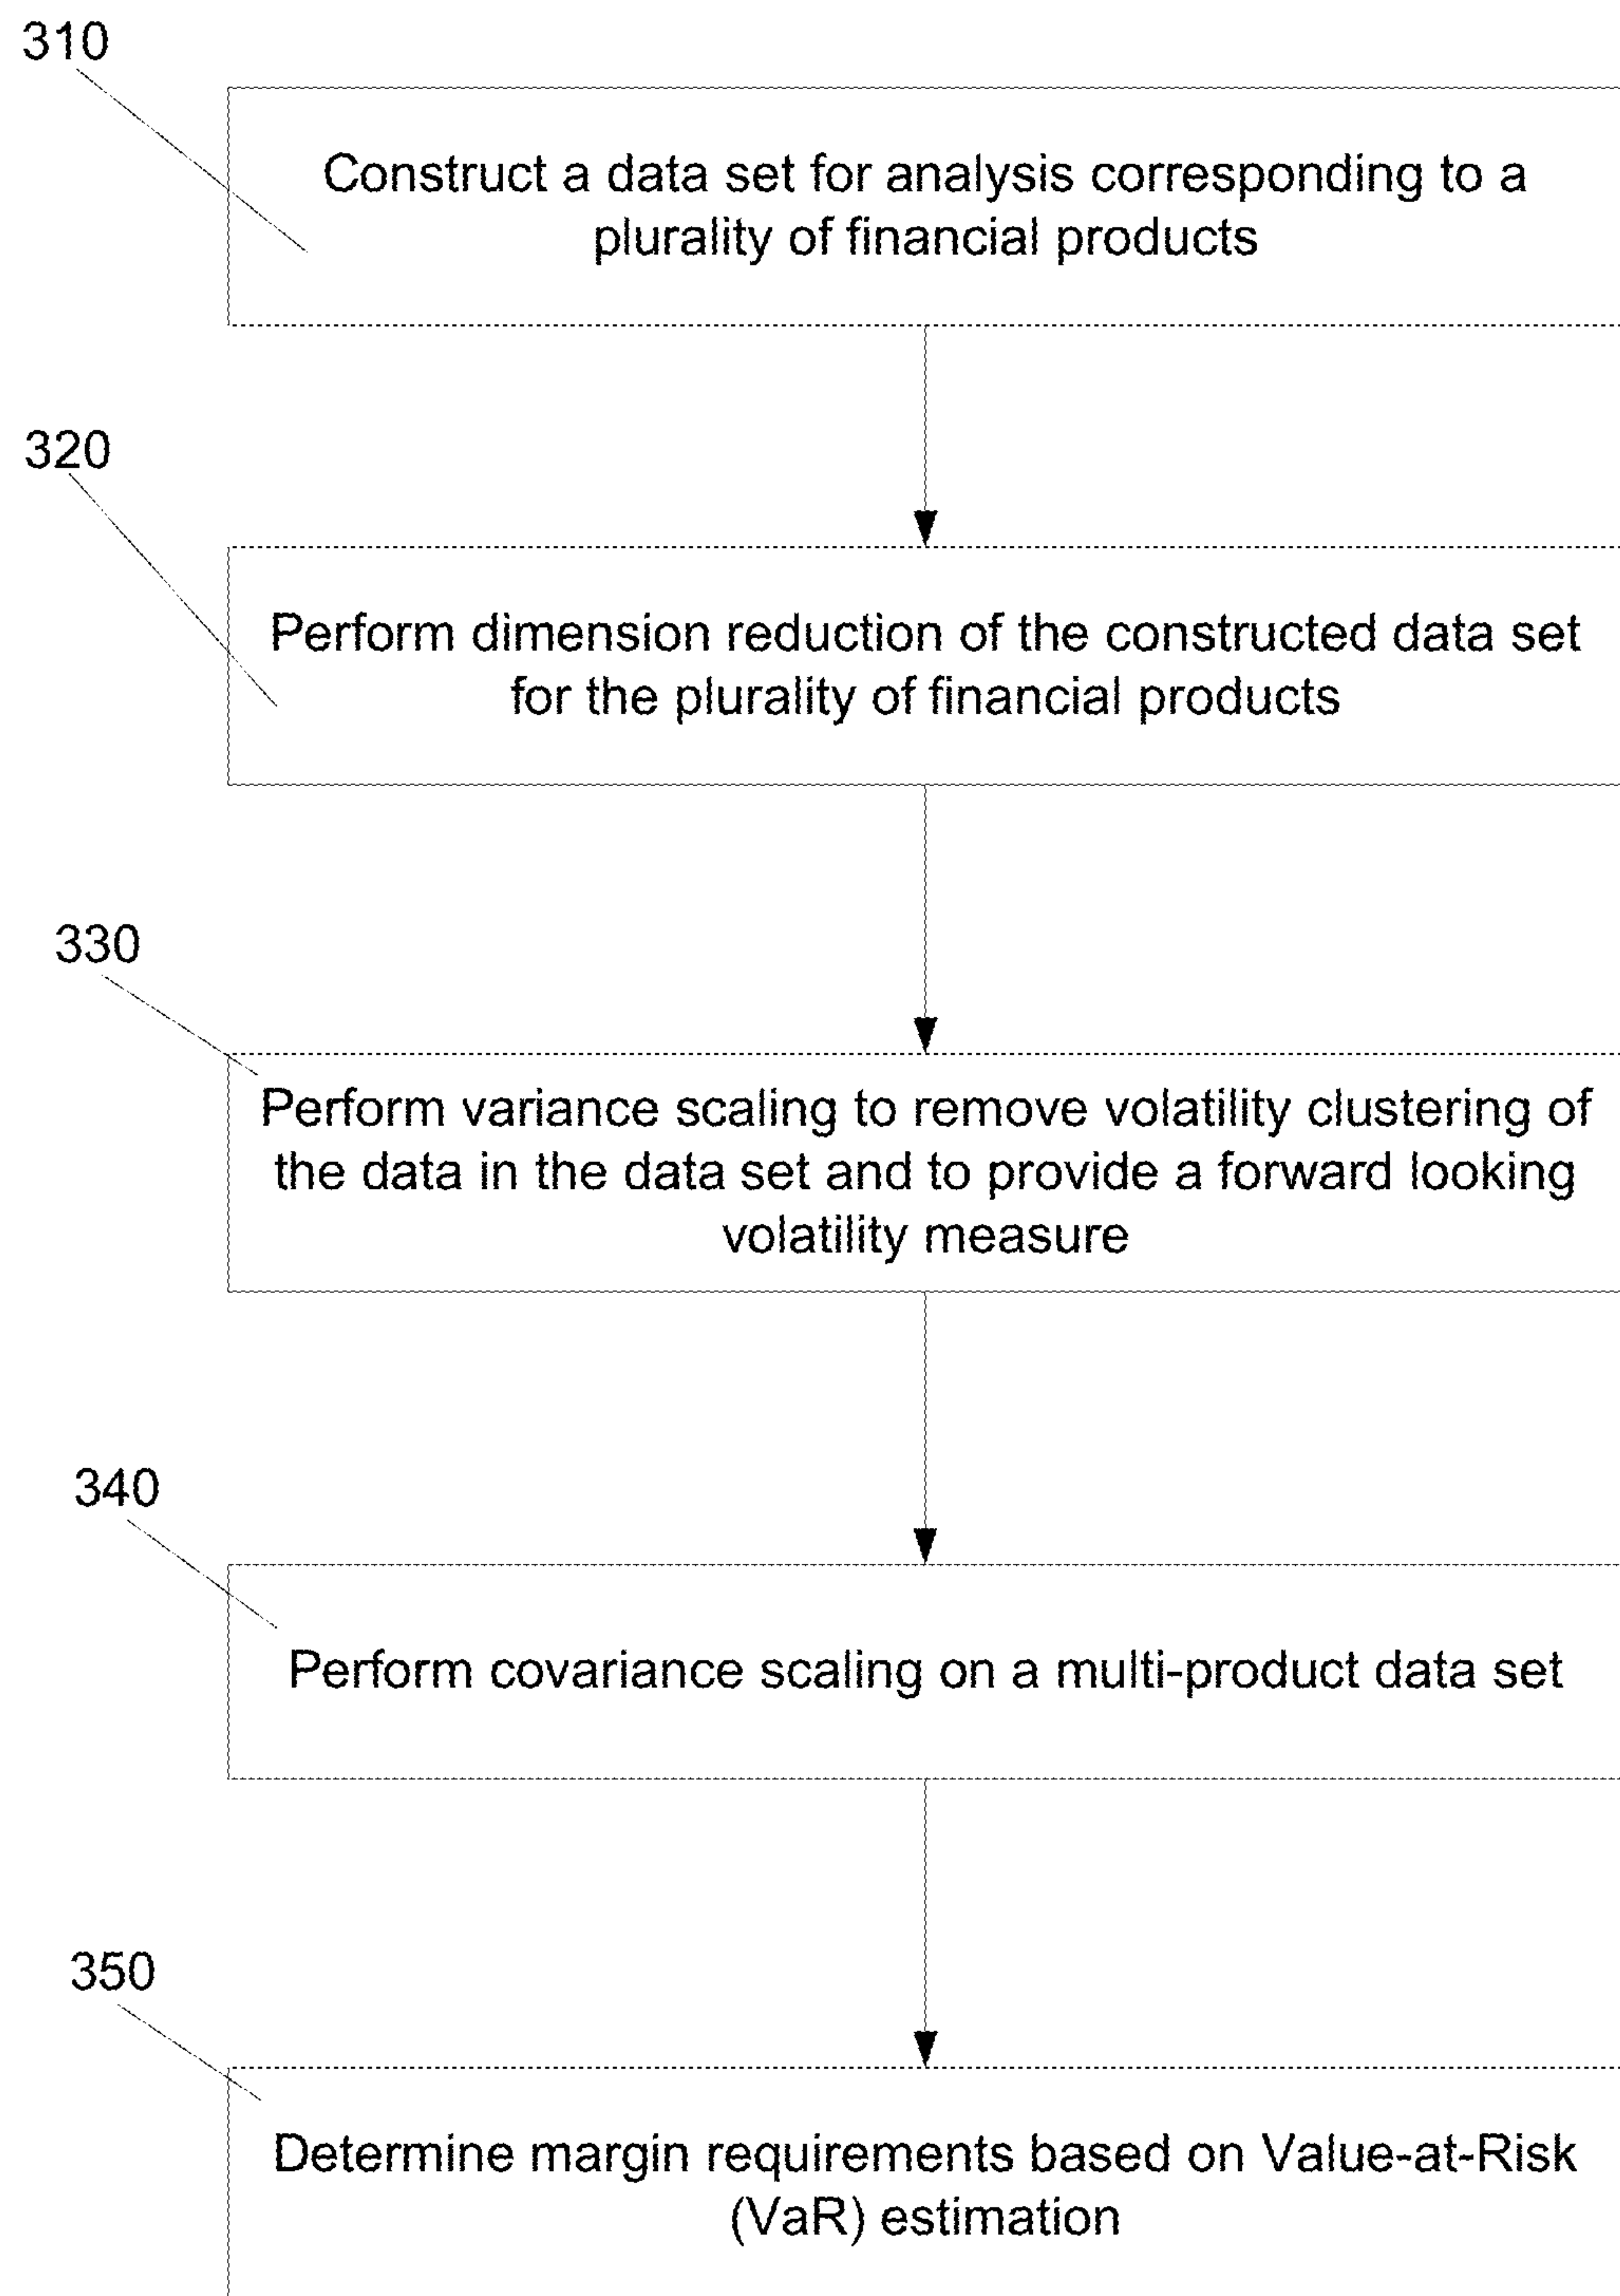 310
Construct a data set for analysis corresponding to a
plurality of financial products
320
Perform dimension reduction of the constructed data set
for the plurality of financial products
330
Perform variance scaling to remove volatility clustering of
the data in the data set and to provide a forward looking
volatility measure
340
Perform covariance scaling on a multi-product data set
350
Determine margin requirements based on Value-at-Risk
(VaR) estimation